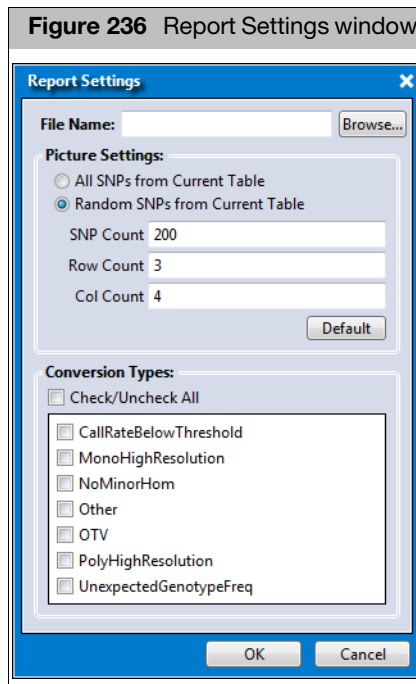 Figure 236 Report Settings window
Report Settings
File Name: Browse...
Picture Settings:
All SNPs from Current Table
Random SNPs from Current Table
SNP Count 200
Row Count 3
Col Count 4
Default
Conversion Types:
Check/Uncheck All
CallRateBelowThreshold
MonoHighResolution
NoMinorHom
Other
OTV
PolyHighResolution
UnexpectedGenotypeFreq
OK Cancel